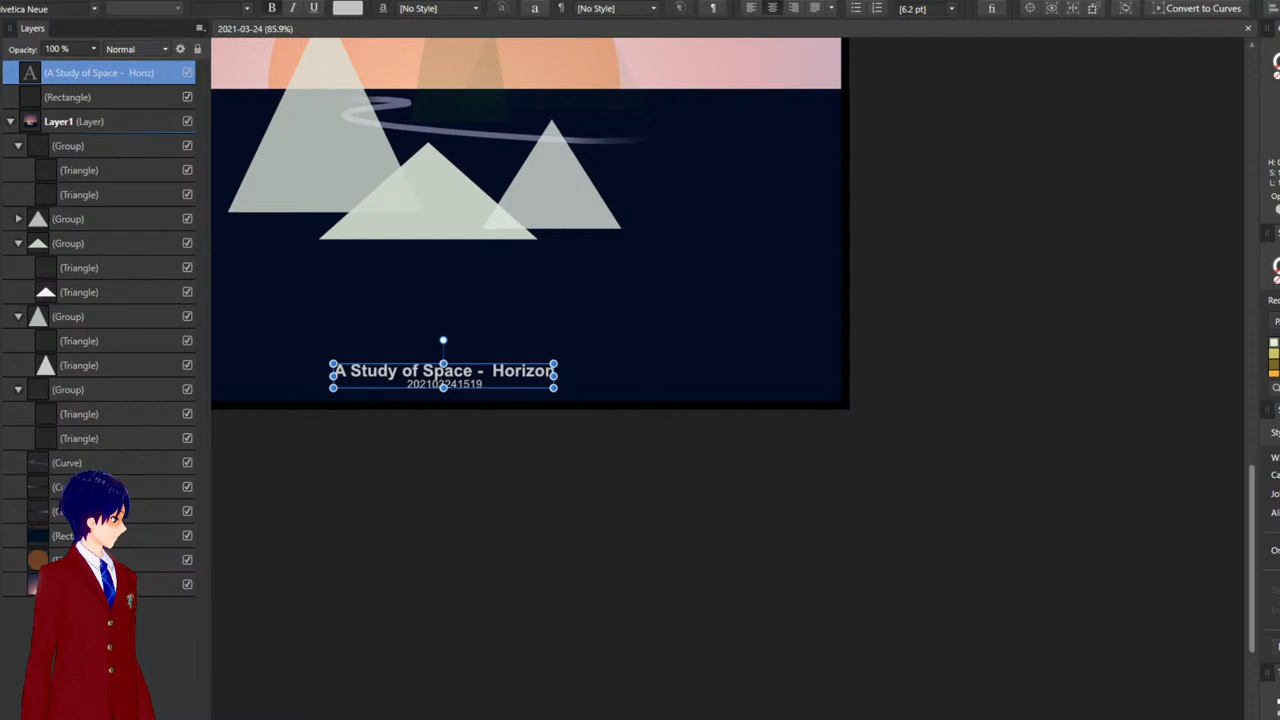 elvetica Neue
B I U
a
[No Style]
a
¶
[No Style]
¶
[6.2 pt]
fi
Convert to Curves
Layers
2021-03-24 (85.9%)
Opacity: 100 % Normal
A (A Study of Space - Horiz)
(Rectangle)
Layer1 (Layer)
(Group)
(Triangle)
(Triangle)
(Group)
(Group)
(Triangle)
(Triangle)
(Group)
(Triangle)
(Triangle)
(Group)
(Triangle)
(Triangle)
(Curve)
A Study of Space - Horizon